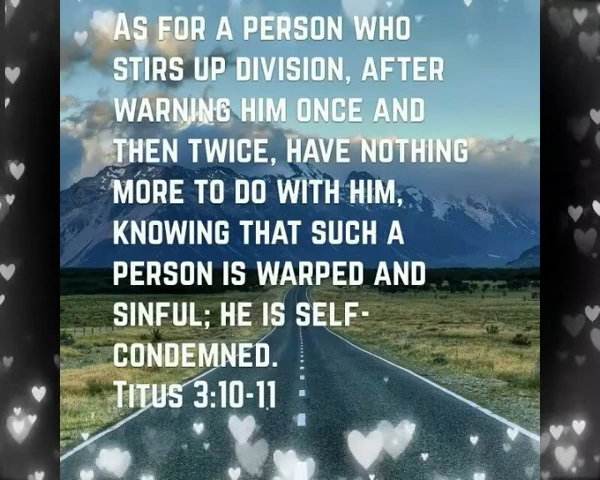 AS FOR A PERSON WHO
STIRS UP DIVISION, AFTER
WARNING HIM ONCE AND
THEN TWICE, HAVE NOTHING
MORE TO DO WITH HIM,
KNOWING THAT SUCH A
PERSON IS WARPED AND
SINFUL; HE IS SELF-
CONDEMNED.
TITUS 3:10-11